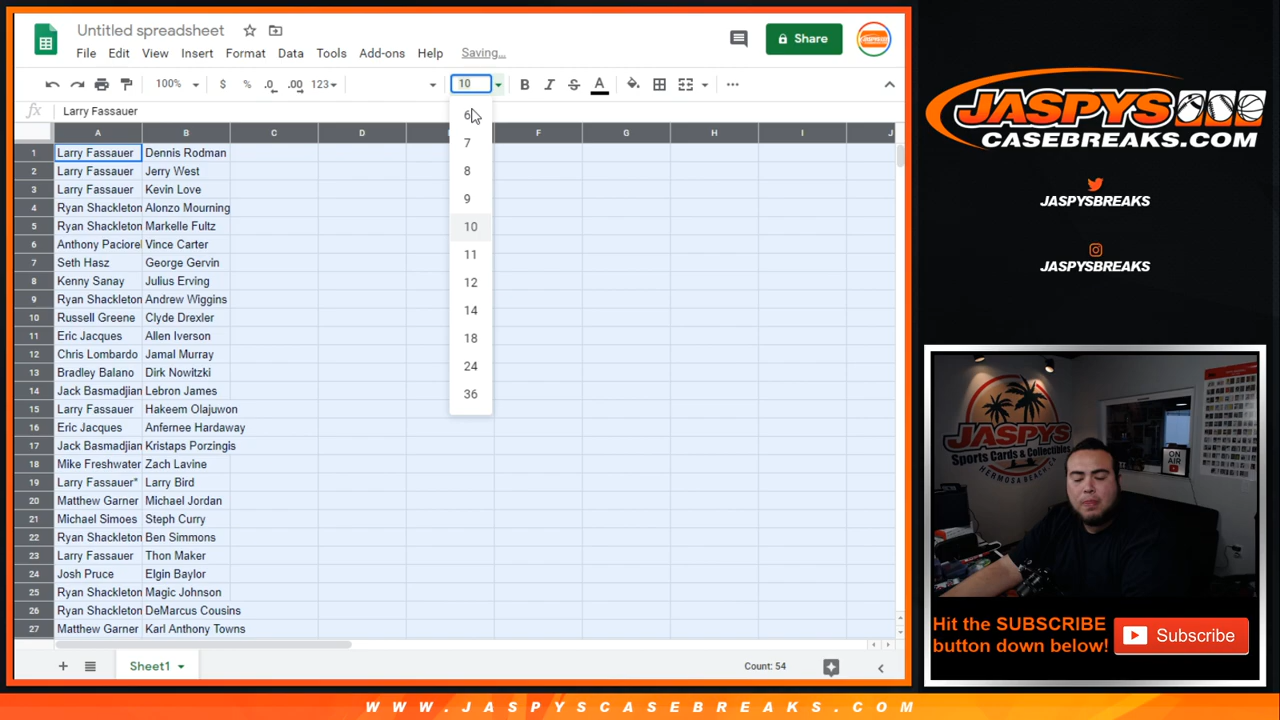 Untitled spreadsheet
File Edit View Insert Format Data Tools Add-ons Help Saving...
Share
100% $ % .0 .00 123 10 B I S A
fx Larry Fassauer
A B C D F G H I J
1 Larry Fassauer Dennis Rodman
2 Larry Fassauer Jerry West
3 Larry Fassauer Kevin Love
4 Ryan Shackleton Alonzo Mourning
5 Ryan Shackleton Markelle Fultz
6 Anthony Paciorel Vince Carter
7 Seth Hasz George Gervin
8 Kenny Sanay Julius Erving
9 Ryan Shackleton Andrew Wiggins
10 Russell Greene Clyde Drexler
11 Eric Jacques Allen Iverson
12 Chris Lombardo Jamal Murray
13 Bradley Balano Dirk Nowitzki
14 Jack Basmadjian Lebron James
15 Larry Fassauer Hakeem Olajuwon
16 Eric Jacques Anfernee Hardaway
17 Jack Basmadjian Kristaps Porzingis
18 Mike Freshwater Zach Lavine
19 Larry Fassauer* Larry Bird
20 Matthew Garner Michael Jordan
21 Michael Simoes Steph Curry
22 Ryan Shackleton Ben Simmons
23 Larry Fassauer Thon Maker
24 Josh Pruce Elgin Baylor
25 Ryan Shackleton Magic Johnson
26 Ryan Shackleton DeMarcus Cousins
27 Matthew Garner Karl Anthony Towns
6
7
8
9
10
11
12
14
18
24
36
Sheet1
Count: 54
JASPYS
CASEBREAKS.COM
JASPYSBREAKS
JASPYSBREAKS
JASPYS
Sports Cards & Collectibles
HERMOSA BEACH, CA
ON AIR
Hit the SUBSCRIBE
button down below!
Subscribe
WWW.JASPYSCASEBREAKS.COM